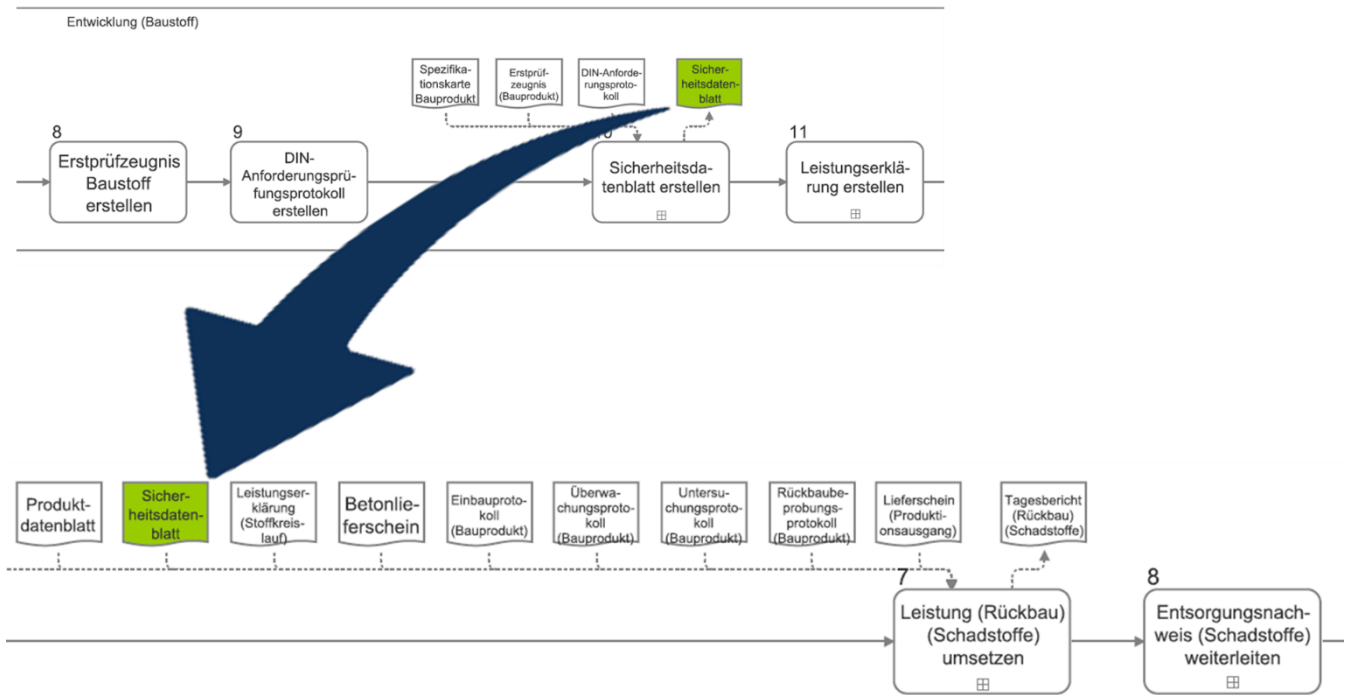 Entwicklung (Baustoff)
Spezifika-
tionskarte
Bauprodukt
Erstprüf-
zeugnis
(Bauprodukt)
DIN-Anforde-
rungsproto-
koll
Sicher-
heitsdaten-
blatt
8
Erstprüfzeugnis
Baustoff
erstellen
9
DIN-
Anforderungsprü-
fungsprotokoll
erstellen
Sicherheitsda-
tenblatt erstellen
11
Leistungserklä-
rung erstellen
Produkt-
datenblatt
Sicher-
heitsdaten-
blatt
Leistungser-
klärung
(Stoffkreis-
lauf)
Betonlie-
ferschein
Einbauproto-
koll
(Bauprodukt)
Überwa-
chungsproto-
koll
(Bauprodukt)
Untersu-
chungsproto-
koll
(Bauprodukt)
Rückbaube-
probungs-
protokoll
(Bauprodukt)
Lieferschein
(Produkti-
onsausgang)
Tagesbericht
(Rückbau)
(Schadstoffe)
7
Leistung (Rückbau)
(Schadstoffe)
umsetzen
8
Entsorgungsnach-
weis (Schadstoffe)
weiterleiten